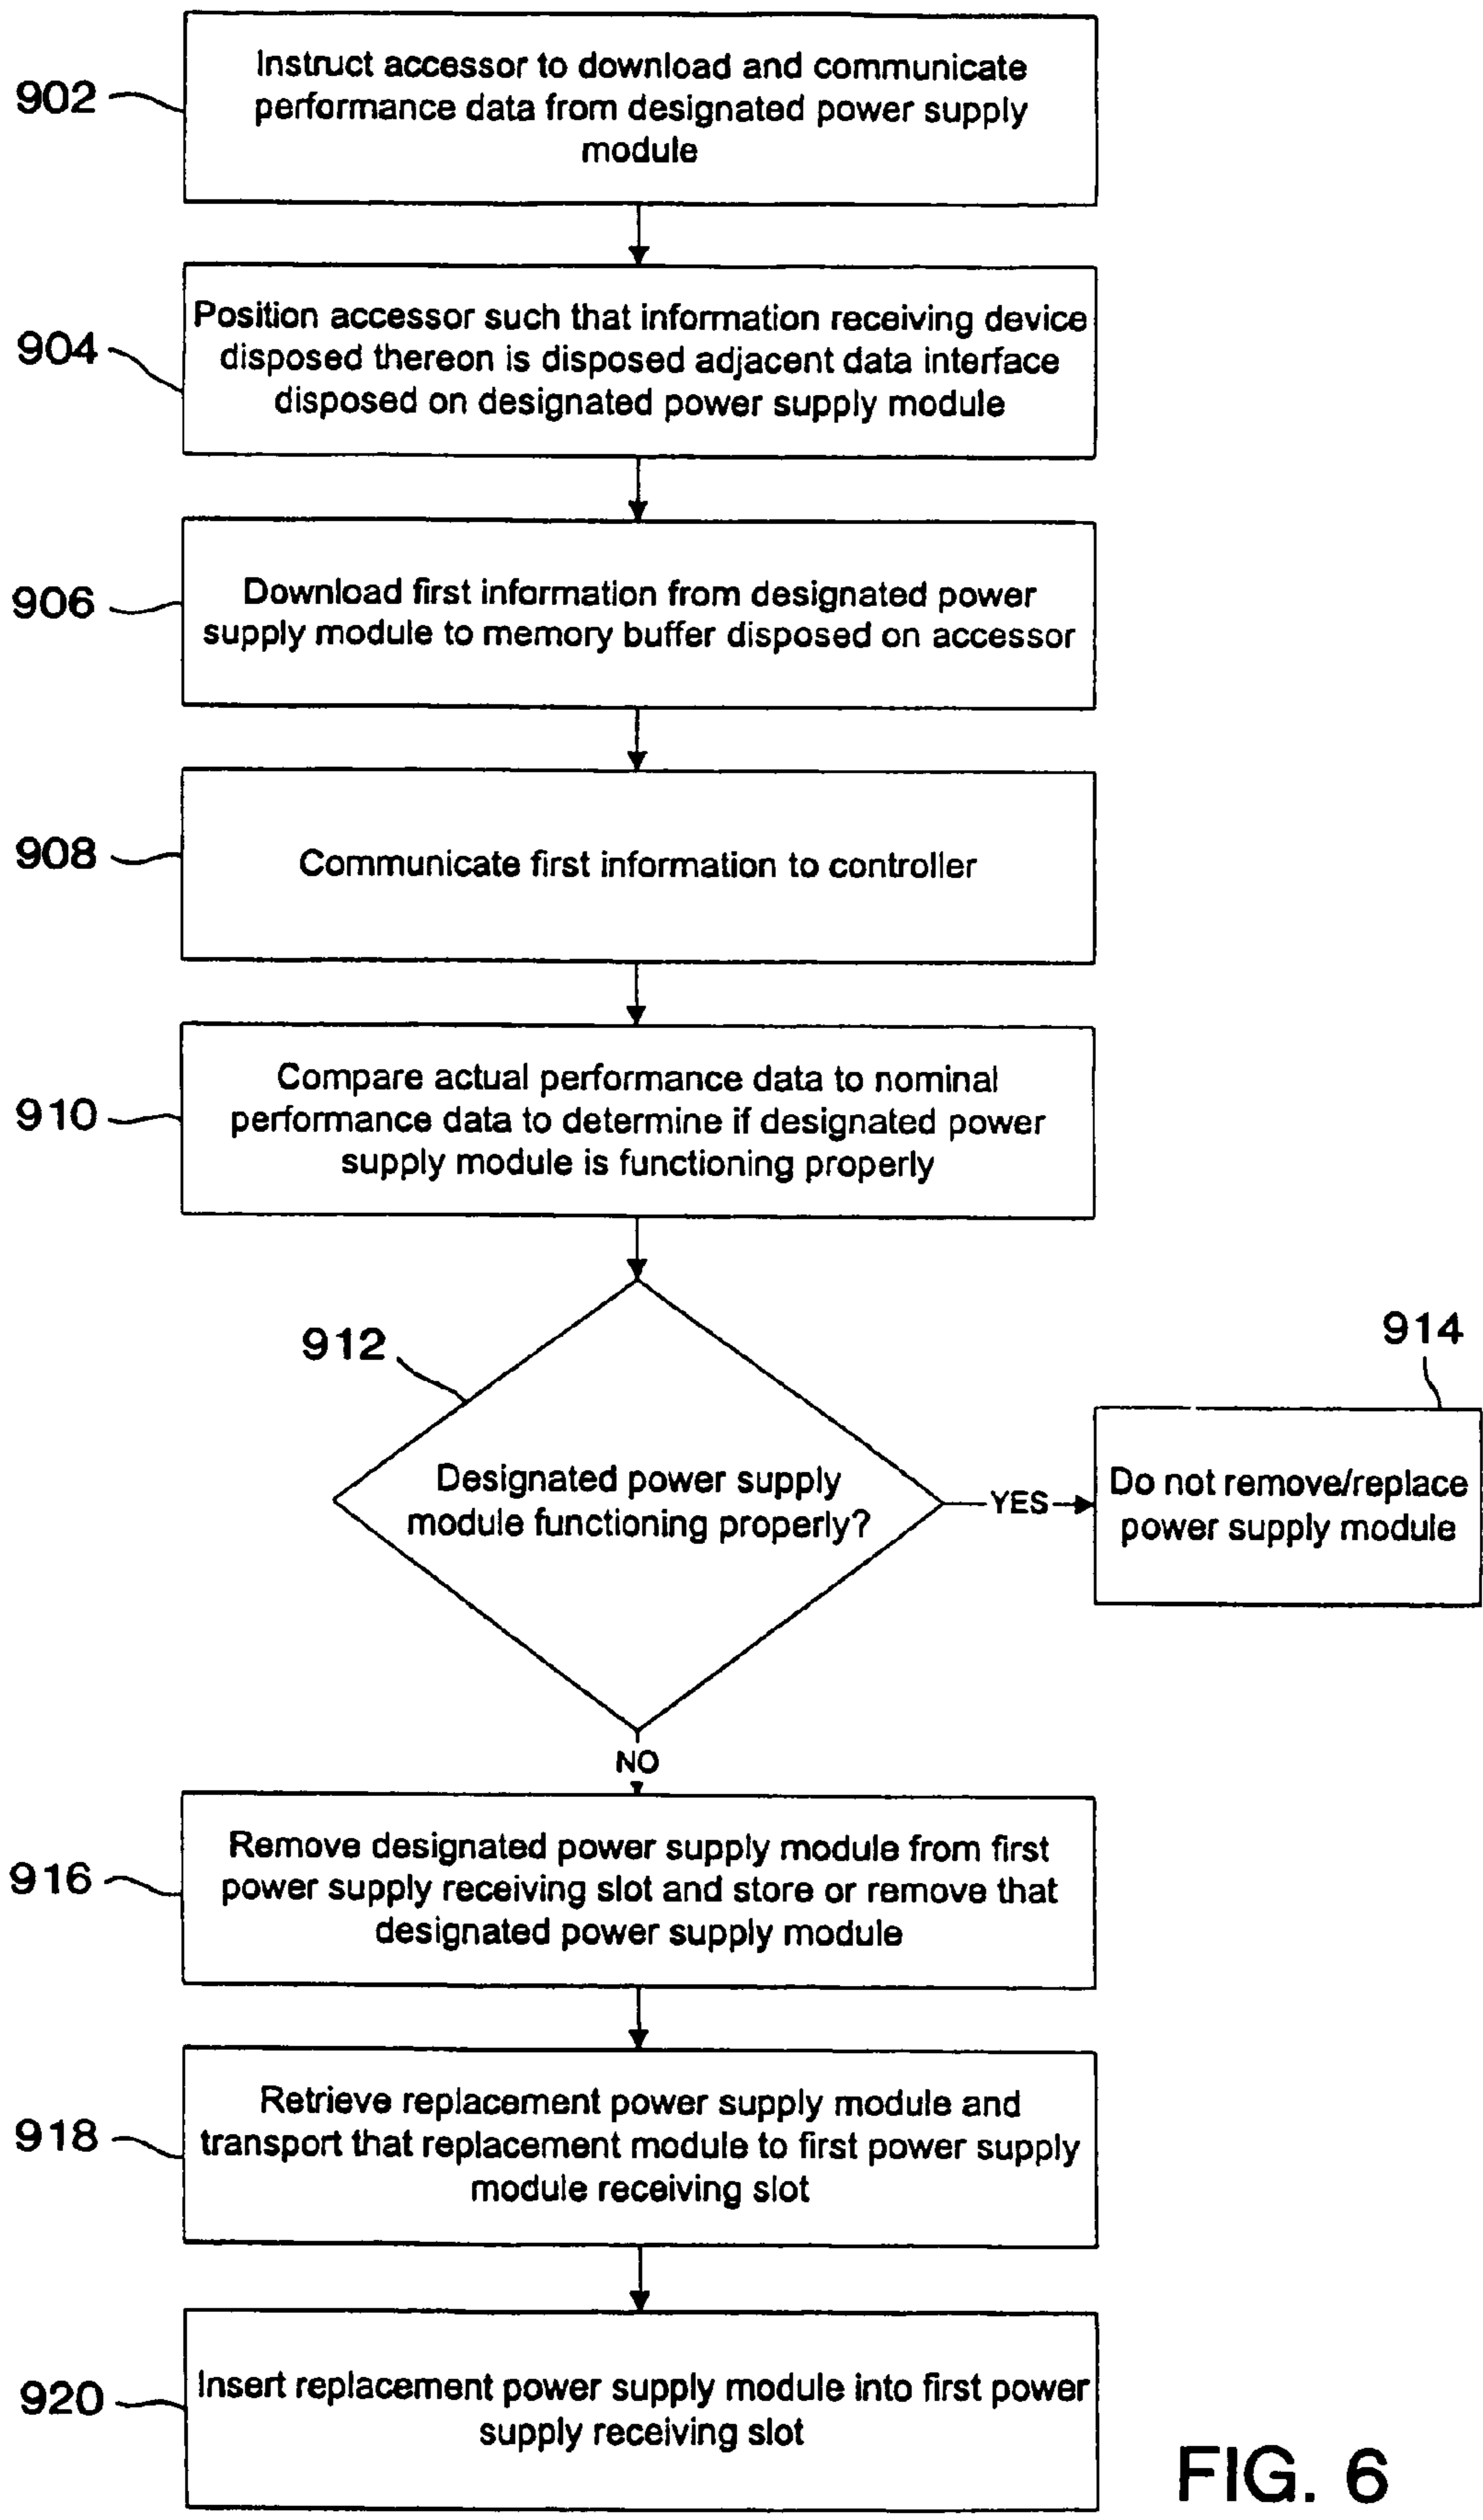 902
Instruct accessor to download and communicate
performance data from designated power supply
module
904
Position accessor such that information receiving device
disposed thereon is disposed adjacent data interface
disposed on designated power supply module
906
Download first information from designated power
supply module to memory buffer disposed on accessor
908
Communicate first information to controller
910
Compare actual performance data to nominal
performance data to determine if designated power
supply module is functioning properly
912
Designated power supply
module functioning properly?
YES
914
Do not remove/replace
power supply module
NO
916
Remove designated power supply module from first
power supply receiving slot and store or remove that
designated power supply module
918
Retrieve replacement power supply module and
transport that replacement module to first power supply
module receiving slot
920
Insert replacement power supply module into first power
supply receiving slot
FIG. 6